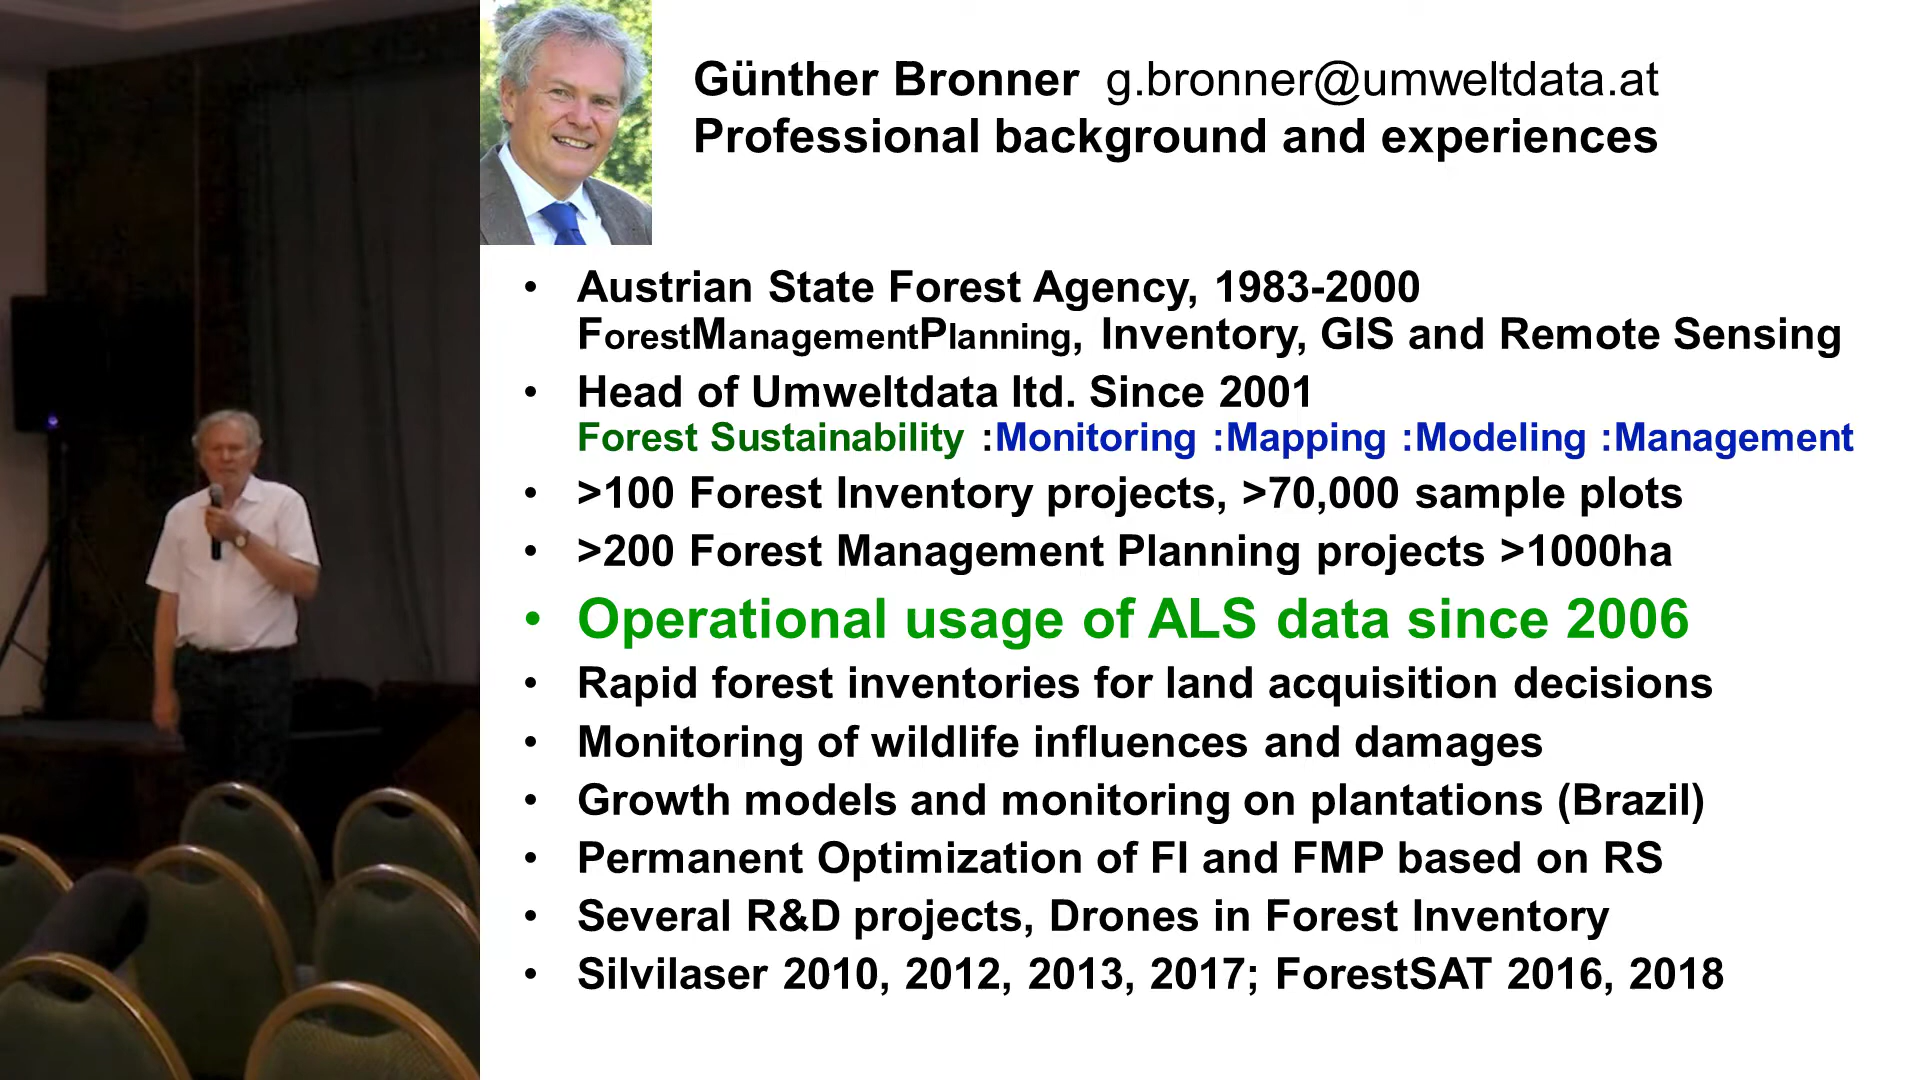 Günther Bronner g.bronner@umweltdata.at
Professional background and experiences
• Austrian State Forest Agency, 1983-2000
ForestManagementPlanning, Inventory, GIS and Remote Sensing
• Head of Umweltdata ltd. Since 2001
Forest Sustainability :Monitoring :Mapping :Modeling :Management
• >100 Forest Inventory projects, >70,000 sample plots
• >200 Forest Management Planning projects >1000ha
• Operational usage of ALS data since 2006
• Rapid forest inventories for land acquisition decisions
• Monitoring of wildlife influences and damages
• Growth models and monitoring on plantations (Brazil)
• Permanent Optimization of FI and FMP based on RS
• Several R&D projects, Drones in Forest Inventory
• Silvilaser 2010, 2012, 2013, 2017; ForestSAT 2016, 2018